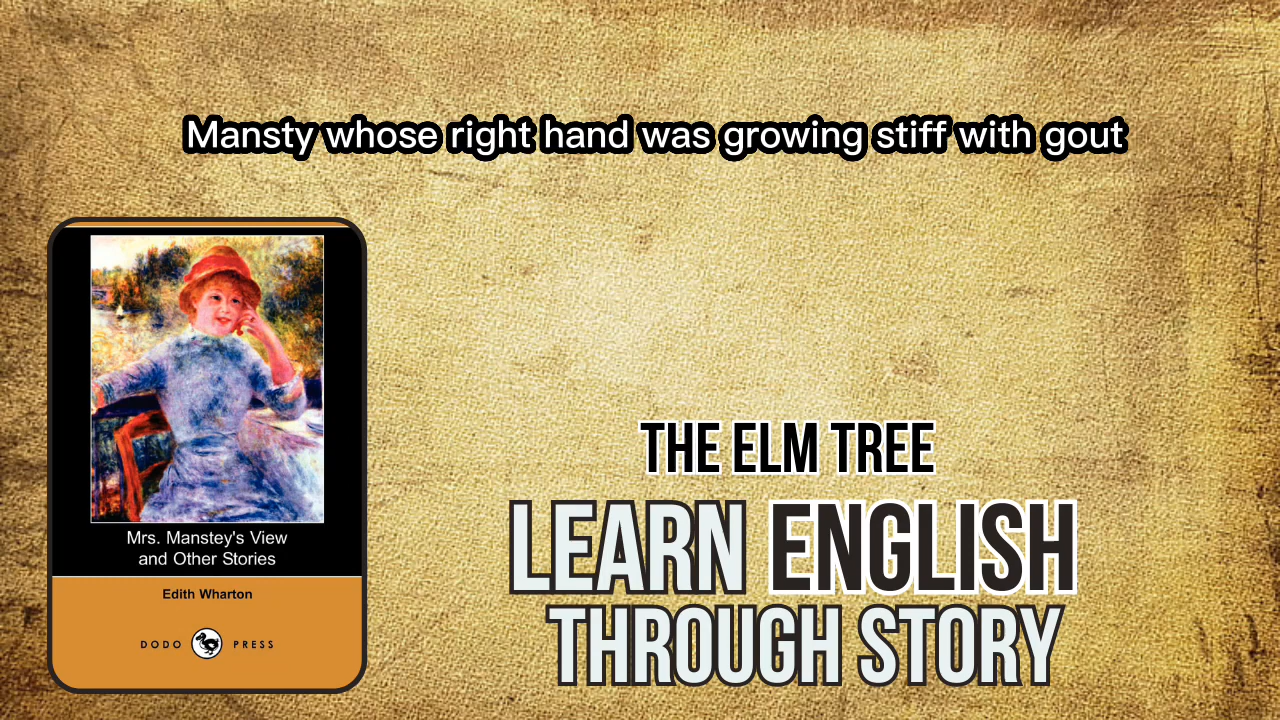 Mansty whose right hand was growing stiff with gout
Mrs. Manstey's View
and Other Stories
Edith Wharton
DODO PRESS
THE ELM TREE
LEARN ENGLISH
THROUGH STORY